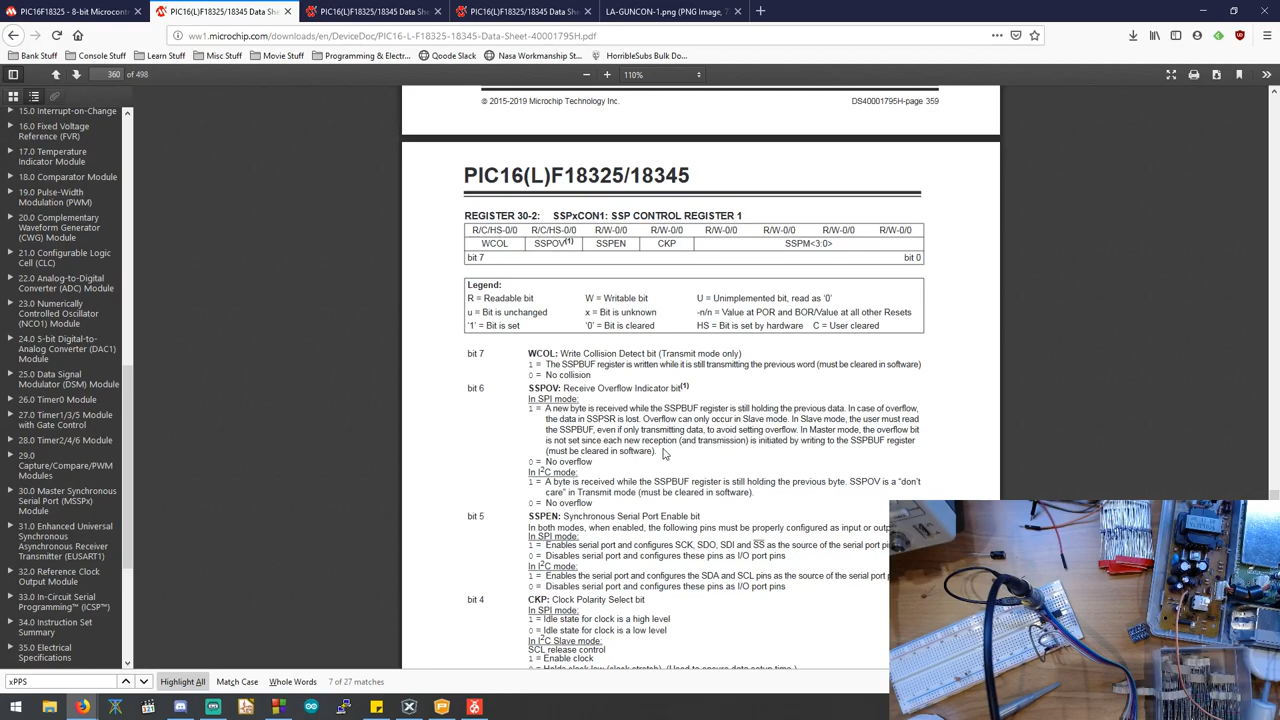 PIC16F18325 - 8-bit Microcont
PIC16(L)F18325/18345 Data She
PIC16(L)F18325/18345 Data She
PIC16(L)F18325/18345 Data She
LA-GUNCON-1.png (PNG Image, 7
ww1.microchip.com/downloads/en/DeviceDoc/PIC16-L-F18325-18345-Data-Sheet-40001795H.pdf
Bank Stuff
Console Stuff
Learn Stuff
Misc Stuff
Movie Stuff
Programming & Electr...
Qode Slack
Nasa Workmanship St...
HorribleSubs Bulk Do...
360 of 498
110%
15.0 Interrupt-on-Change
16.0 Fixed Voltage
Reference (FVR)
17.0 Temperature
Indicator Module
18.0 Comparator Module
19.0 Pulse-Width
Modulation (PWM)
20.0 Complementary
Waveform Generator
(CWG) Module
21.0 Configurable Logic
Cell (CLC)
22.0 Analog-to-Digital
Converter (ADC) Module
23.0 Numerically
Controlled Oscillator
(NCO1) Module
24.0 5-bit Digital-to-
Analog Converter (DAC1)
Module
25.0 Data Signal
Modulator (DSM) Module
26.0 Timer0 Module
27.0 Timer1/3/5 Module
with Gate Control
28.0 Timer2/4/6 Module
29.0
Capture/Compare/PWM
Modules
30.0 Master Synchronous
Serial Port (MSSPx)
Module
31.0 Enhanced Universal
Synchronous
Asynchronous Receiver
Transmitter (EUSART1)
32.0 Reference Clock
Output Module
33.0 In-Circuit Serial
Programming™ (ICSP™)
34.0 Instruction Set
Summary
35.0 Electrical
Specifications
© 2015-2019 Microchip Technology Inc. DS40001795H-page 359
PIC16(L)F18325/18345
REGISTER 30-2: SSPxCON1: SSP CONTROL REGISTER 1
R/C/HS-0/0 R/C/HS-0/0 R/W-0/0 R/W-0/0 R/W-0/0 R/W-0/0 R/W-0/0 R/W-0/0
WCOL SSPOV(1) SSPEN CKP SSPM<3:0>
bit 7 bit 0
Legend:
R = Readable bit W = Writable bit U = Unimplemented bit, read as ‘0’
u = Bit is unchanged x = Bit is unknown -n/n = Value at POR and BOR/Value at all other Resets
‘1’ = Bit is set ‘0’ = Bit is cleared HS = Bit is set by hardware C = User cleared
bit 7 WCOL: Write Collision Detect bit (Transmit mode only)
1 = The SSPBUF register is written while it is still transmitting the previous word (must be cleared in software)
0 = No collision
bit 6 SSPOV: Receive Overflow Indicator bit(1)
In SPI mode:
1 = A new byte is received while the SSPBUF register is still holding the previous data. In case of overflow,
the data in SSPSR is lost. Overflow can only occur in Slave mode. In Slave mode, the user must read
the SSPBUF, even if only transmitting data, to avoid setting overflow. In Master mode, the overflow bit
is not set since each new reception (and transmission) is initiated by writing to the SSPBUF register
(must be cleared in software).
0 = No overflow
In I2C mode:
1 = A byte is received while the SSPBUF register is still holding the previous byte. SSPOV is a “don’t
care” in Transmit mode (must be cleared in software).
0 = No overflow
bit 5 SSPEN: Synchronous Serial Port Enable bit
In both modes, when enabled, the following pins must be properly configured as input or outp
In SPI mode:
1 = Enables serial port and configures SCK, SDO, SDI and SS as the source of the serial port pi
0 = Disables serial port and configures these pins as I/O port pins
In I2C mode:
1 = Enables the serial port and configures the SDA and SCL pins as the source of the serial port
0 = Disables serial port and configures these pins as I/O port pins
bit 4 CKP: Clock Polarity Select bit
In SPI mode:
1 = Idle state for clock is a high level
0 = Idle state for clock is a low level
In I2C Slave mode:
SCL release control
1 = Enable clock
0 = Holds clock low (clock stretch). (Used to ensure data setup time.)
xPPS
Highlight All
Match Case
Whole Words
7 of 27 matches